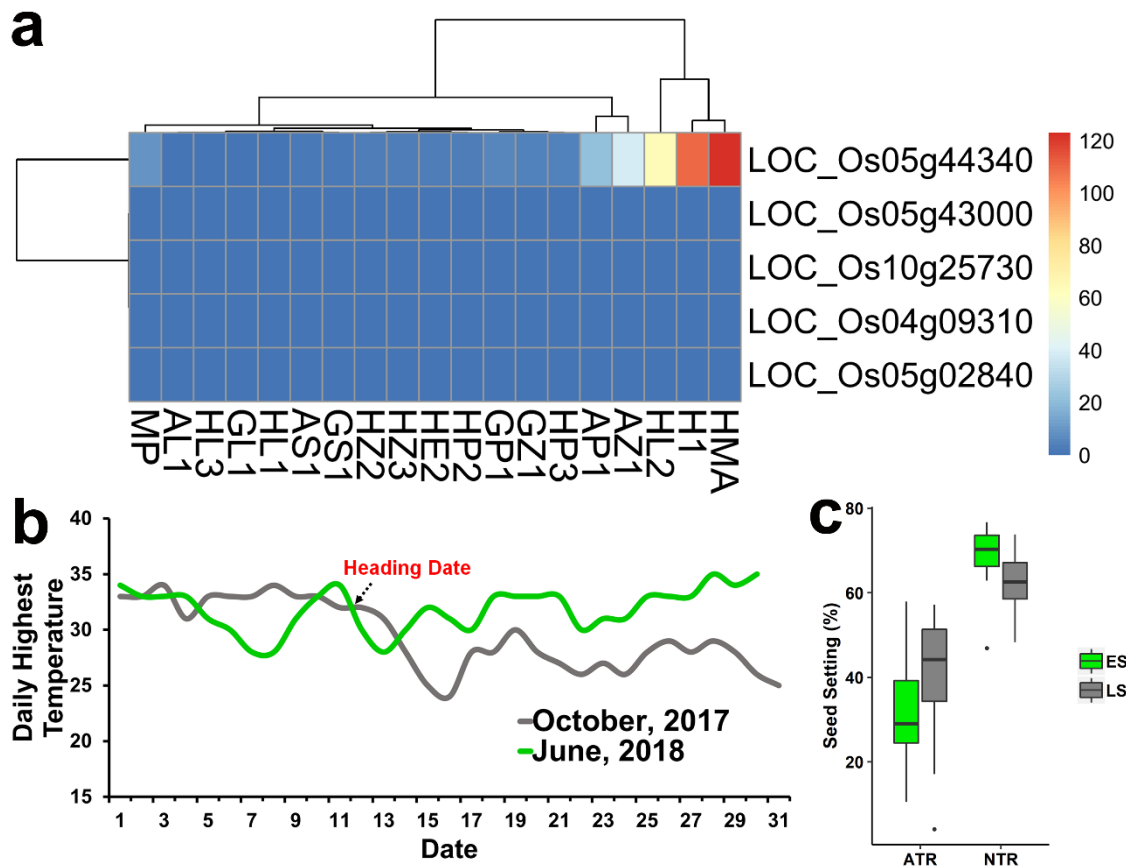 a
LOC_Os05g44340
LOC_Os05g43000
LOC_Os10g25730
LOC_Os04g09310
LOC_Os05g02840
120
100
80
60
40
20
0
MP AL1 HL3 GL1 HL1 AS1 GS1 HZ2 HZ3 HE2 HP2 GP1 GZ1 HP3 AP1 AZ1 HL2 H1 HMA
b
Daily Highest
Temperature
40
35
30
25
20
15
Heading Date
October, 2017
June, 2018
1 3 5 7 9 11 13 15 17 19 21 23 25 27 29 31
Date
c
Seed Setting (%)
80
60
40
20
ATR NTR
ES
LS